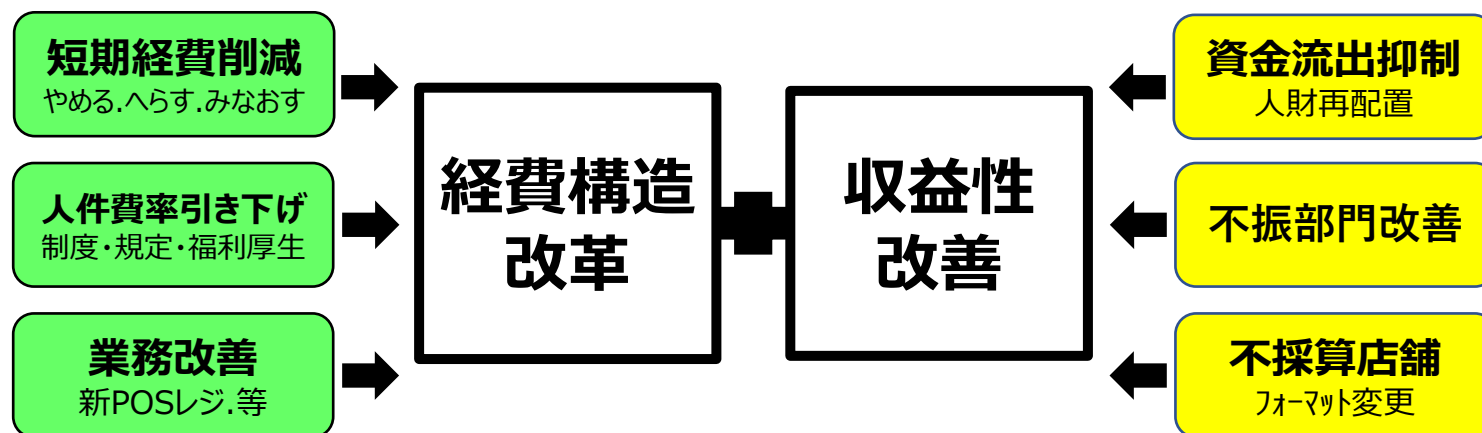 短期経費削減
やめる.へらす.みなおす
人件費率引き下げ
制度・規定・福利厚生
業務改善
新POSレジ.等
経費構造
改革
収益性
改善
資金流出抑制
人財再配置
不振部門改善
不採算店舗
ﾌｫｰﾏｯﾄ変更